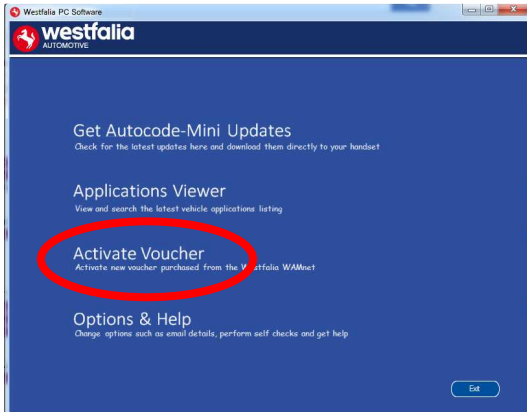 Westfalia PC Software
westfalia
AUTOMOTIVE
Get Autocode-Mini Updates
Check for the latest updates here and download them directly to your handset
Applications Viewer
View and search the latest vehicle applications listing
Activate Voucher
Activate new voucher purchased from the Westfalia WAMnet
Options & Help
Change options such as email details, perform self checks and get help
Exit